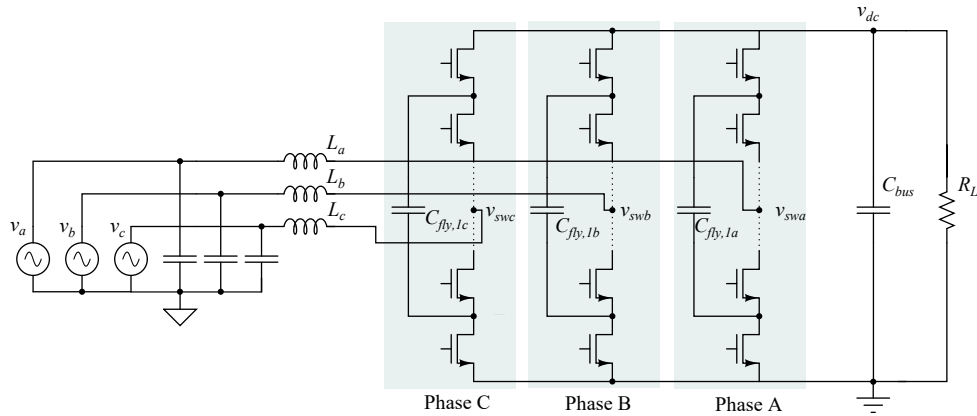 v_dc
L_a
L_b
L_c
v_a
v_b
v_c
C_fly,1c
v_swc
C_fly,1b
v_swb
C_fly,1a
v_swa
C_bus
R_L
Phase C
Phase B
Phase A